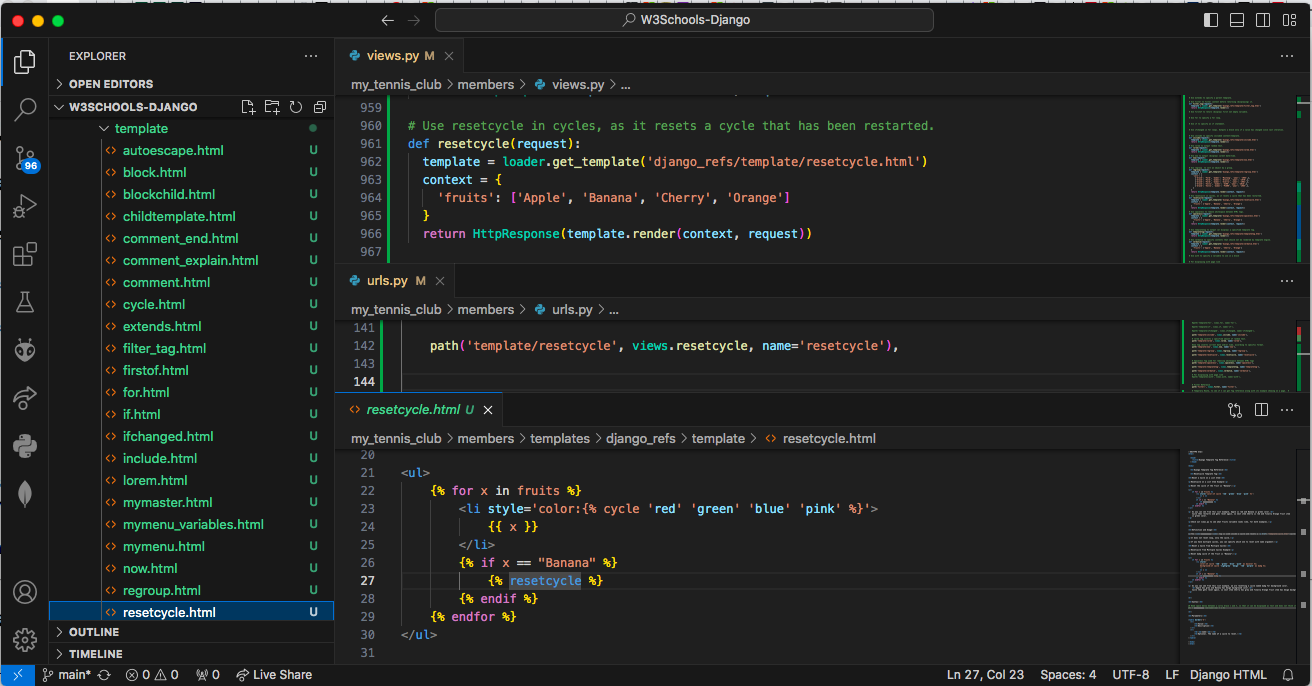 W3Schools-Django
EXPLORER
OPEN EDITORS
W3SCHOOLS-DJANGO
template
autoescape.html U
block.html U
blockchild.html U
childtemplate.html U
comment_end.html U
comment_explain.html U
comment.html U
cycle.html U
extends.html U
filter_tag.html U
firstof.html U
for.html U
if.html U
ifchanged.html U
include.html U
lorem.html U
mymaster.html U
mymenu_variables.html U
mymenu.html U
now.html U
regroup.html U
resetcycle.html U
OUTLINE
TIMELINE
96
views.py M
my_tennis_club > members > views.py > ...
959
960 # Use resetcycle in cycles, as it resets a cycle that has been restarted.
961 def resetcycle(request):
962 template = loader.get_template('django_refs/template/resetcycle.html')
963 context = {
964 'fruits': ['Apple', 'Banana', 'Cherry', 'Orange']
965 }
966 return HttpResponse(template.render(context, request))
967
urls.py M
my_tennis_club > members > urls.py > ...
141
142 path('template/resetcycle', views.resetcycle, name='resetcycle'),
143
144
resetcycle.html U
my_tennis_club > members > templates > django_refs > template > resetcycle.html
20
21 <ul>
22 {% for x in fruits %}
23 <li style='color:{% cycle 'red' 'green' 'blue' 'pink' %}'>
24 {{ x }}
25 </li>
26 {% if x == "Banana" %}
27 {% resetcycle %}
28 {% endif %}
29 {% endfor %}
30 </ul>
31
main* 0 0 0 Live Share Ln 27, Col 23 Spaces: 4 UTF-8 LF Django HTML